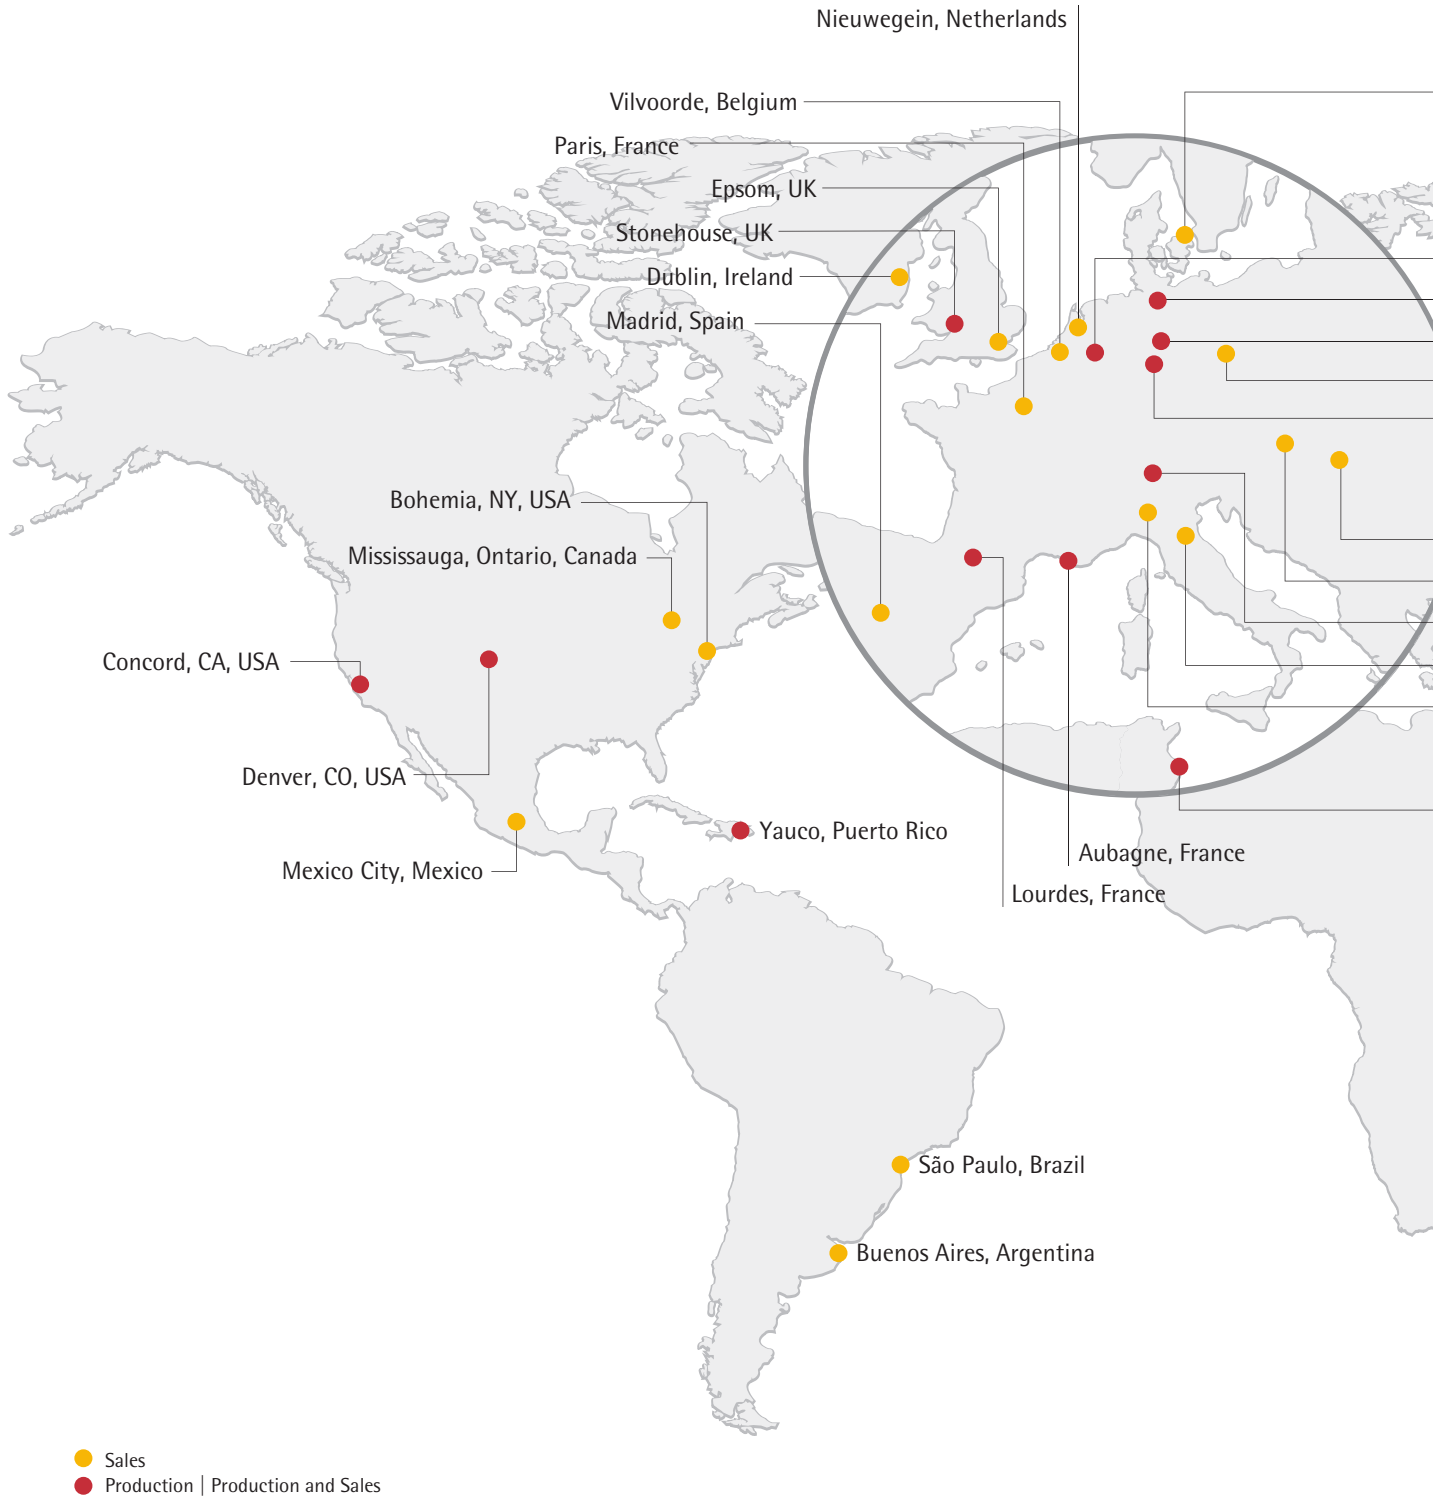 Nieuwegein, Netherlands
Vilvoorde, Belgium
Paris, France
Epsom, UK
Stonehouse, UK
Dublin, Ireland
Madrid, Spain
Bohemia, NY, USA
Mississauga, Ontario, Canada
Concord, CA, USA
Denver, CO, USA
Yauco, Puerto Rico
Mexico City, Mexico
Aubagne, France
Lourdes, France
São Paulo, Brazil
Buenos Aires, Argentina
Sales
Production | Production and Sales